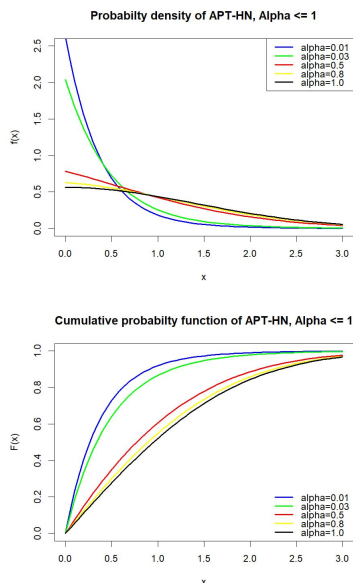 Probabilty density of APT-HN, Alpha <= 1
2.5
2.0
1.5
1.0
0.5
0.0
f(x)
alpha=0.01
alpha=0.03
alpha=0.5
alpha=0.8
alpha=1.0
0.0 0.5 1.0 1.5 2.0 2.5 3.0
x
Cumulative probabilty function of APT-HN, Alpha <= 1
1.0
0.8
0.6
0.4
0.2
0.0
F(x)
alpha=0.01
alpha=0.03
alpha=0.5
alpha=0.8
alpha=1.0
0.0 0.5 1.0 1.5 2.0 2.5 3.0
x